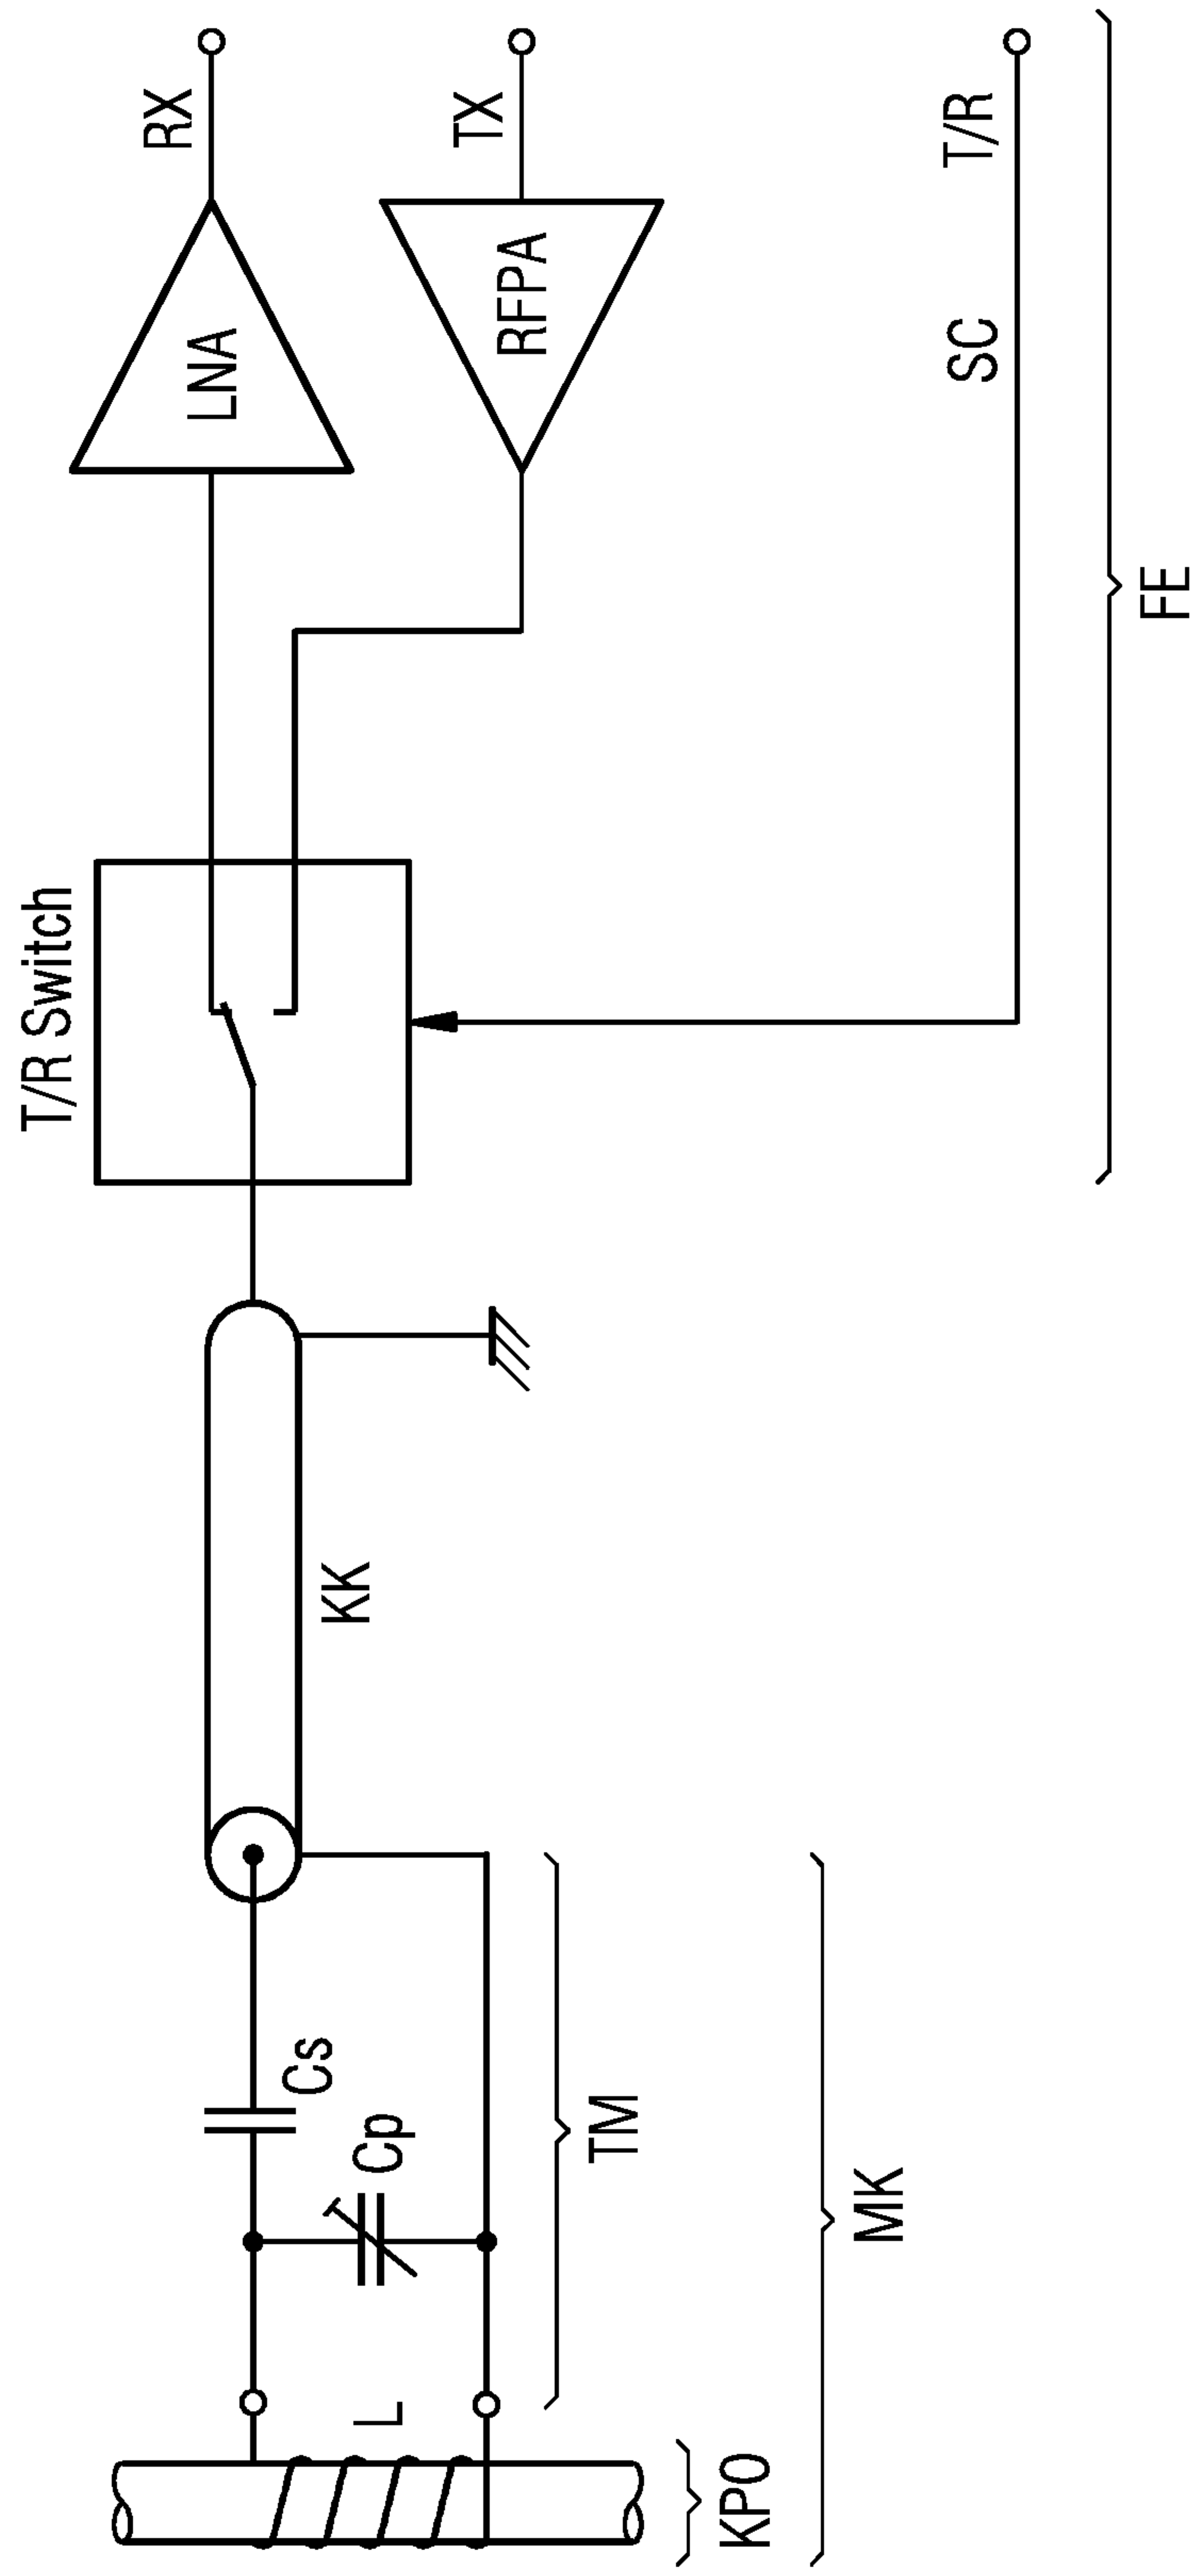 T/R Switch
LNA
RX
RFPA
TX
SC
T/R
KK
Cs
Cp
L
TM
KPO
MK
FE